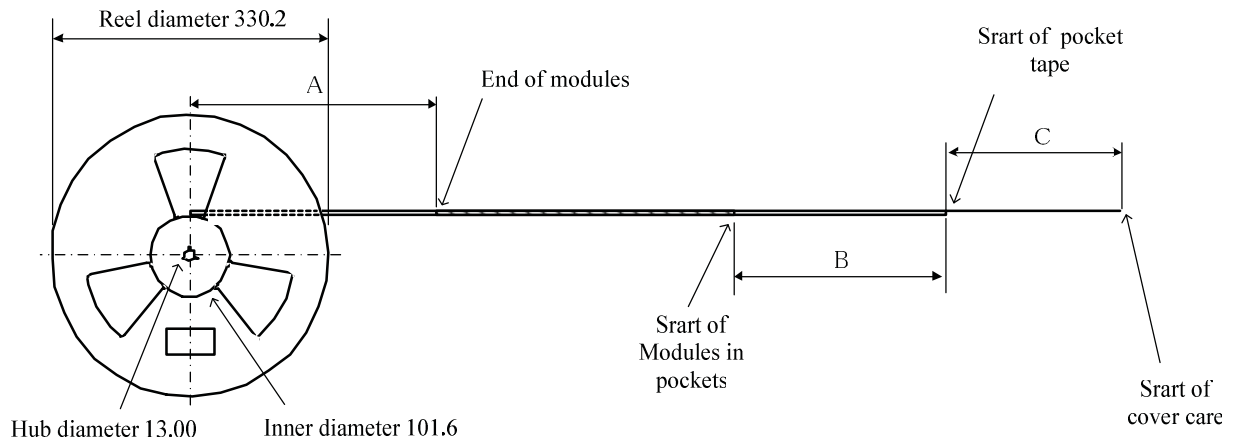 Reel diameter 330.2
A
End of modules
Srart of pocket
tape
C
B
Srart of
Modules in
pockets
Srart of
cover care
Hub diameter 13.00
Inner diameter 101.6